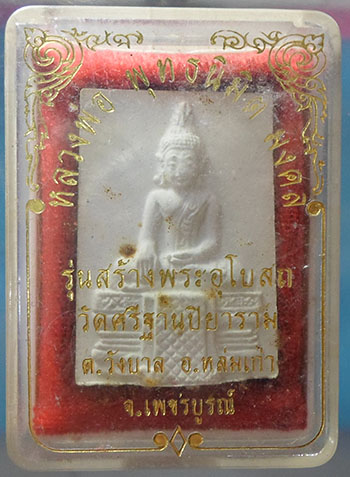 หลวงพ่อ พุทธนิมิต มงคล
รุ่นสร้างพระอุโบสถ
วัดศรีฐานปิยาราม
ต.วังบาล อ.หล่มเก่า
จ.เพชรบูรณ์